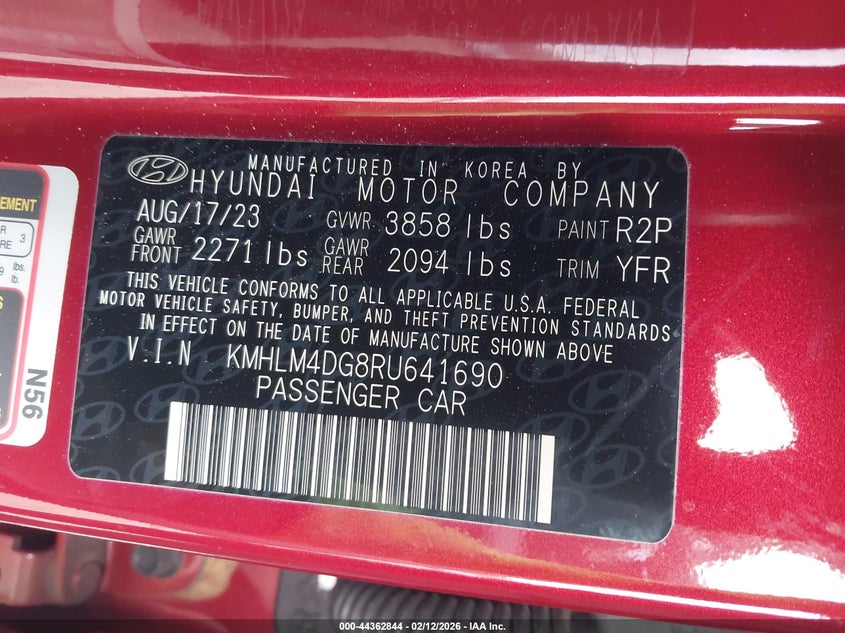 MANUFACTURED IN KOREA BY
HYUNDAI MOTOR COMPANY
AUG/17/23 GVWR 3858 lbs PAINT R2P
GAWR FRONT 2271 lbs GAWR REAR 2094 lbs TRIM YFR
THIS VEHICLE CONFORMS TO ALL APPLICABLE U.S.A. FEDERAL
MOTOR VEHICLE SAFETY, BUMPER, AND THEFT PREVENTION STANDARDS
IN EFFECT ON THE DATE OF MANUFACTURE SHOWN ABOVE
V.I.N KMHLM4DG8RU641690
PASSENGER CAR
3
lbs.
lb.
N56
000-44362844 - 02/12/2026 - IAA Inc.